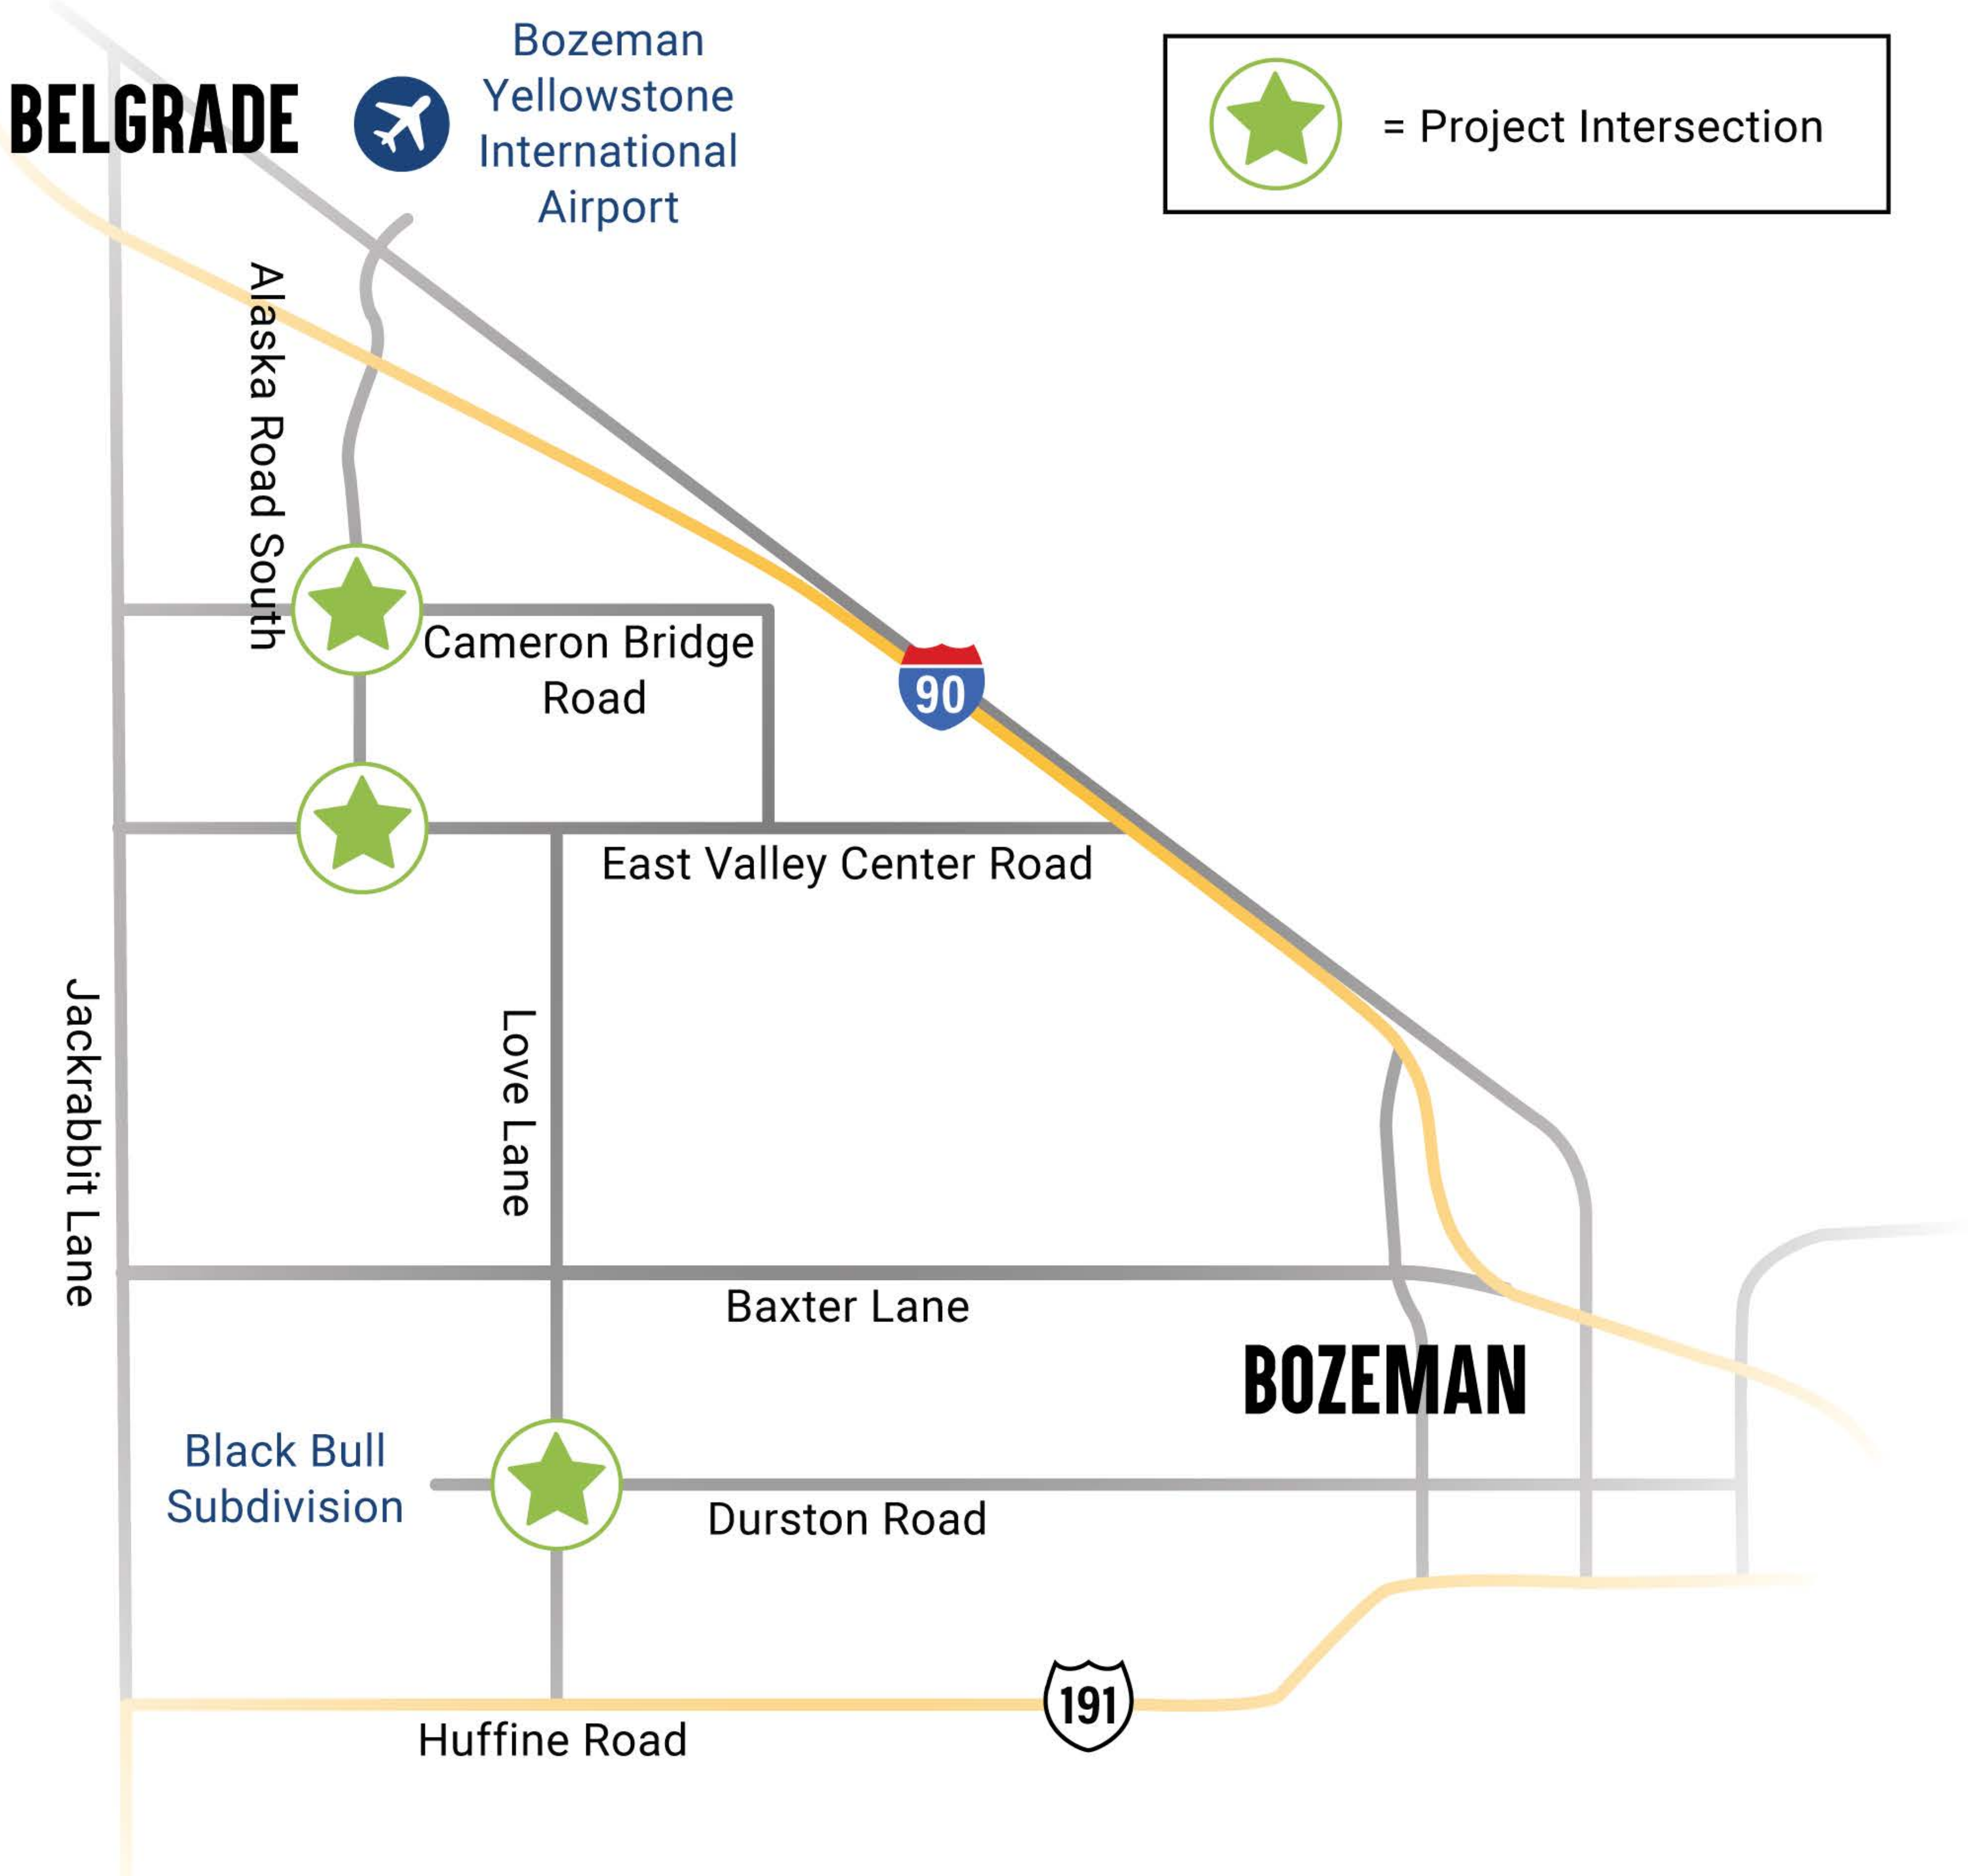 Bozeman
Yellowstone
International
Airport
BELGRADE
= Project Intersection
Alaska Road South
Cameron Bridge
Road
90
East Valley Center Road
Jackrabbit Lane
Love Lane
Baxter Lane
BOZEMAN
Black Bull
Subdivision
Durston Road
191
Huffine Road